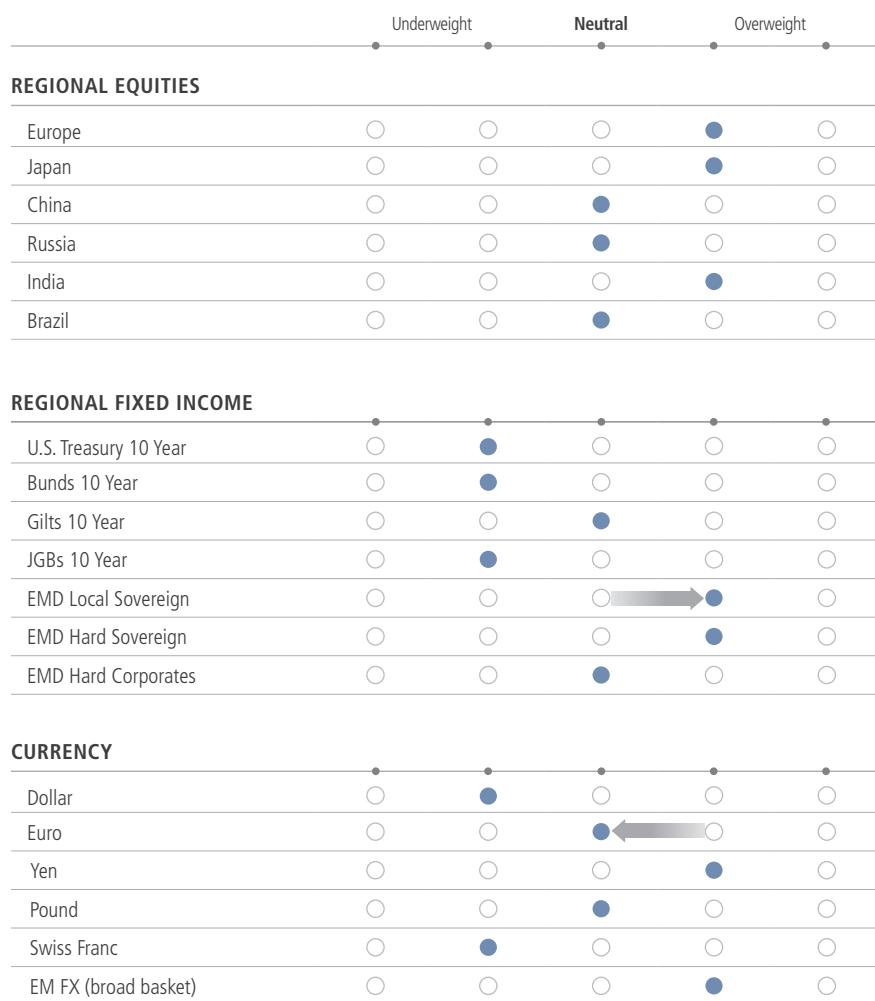 Underweight Neutral Overweight
REGIONAL EQUITIES
Europe
Japan
China
Russia
India
Brazil
REGIONAL FIXED INCOME
U.S. Treasury 10 Year
Bunds 10 Year
Gilts 10 Year
JGBs 10 Year
EMD Local Sovereign
EMD Hard Sovereign
EMD Hard Corporates
CURRENCY
Dollar
Euro
Yen
Pound
Swiss Franc
EM FX (broad basket)